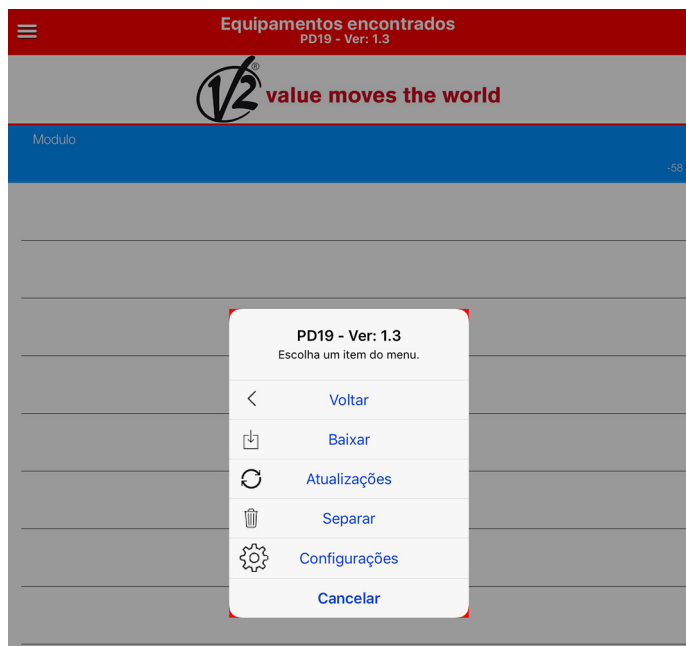 Equipamentos encontrados
PD19 - Ver: 1.3
V2® value moves the world
Modulo
-58
PD19 - Ver: 1.3
Escolha um item do menu.
Voltar
Baixar
Atualizações
Separar
Configurações
Cancelar